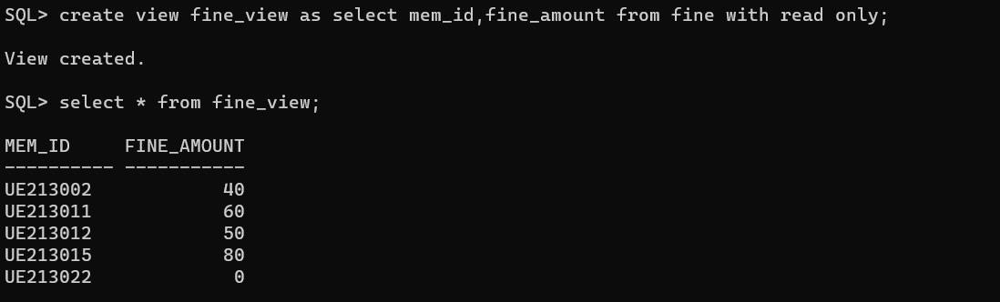 SQL> create view fine_view as select mem_id,fine_amount from fine with read only;
View created.
SQL> select * from fine_view;
MEM_ID     FINE_AMOUNT
---------- -----------
UE213002            40
UE213011            60
UE213012            50
UE213015            80
UE213022             0